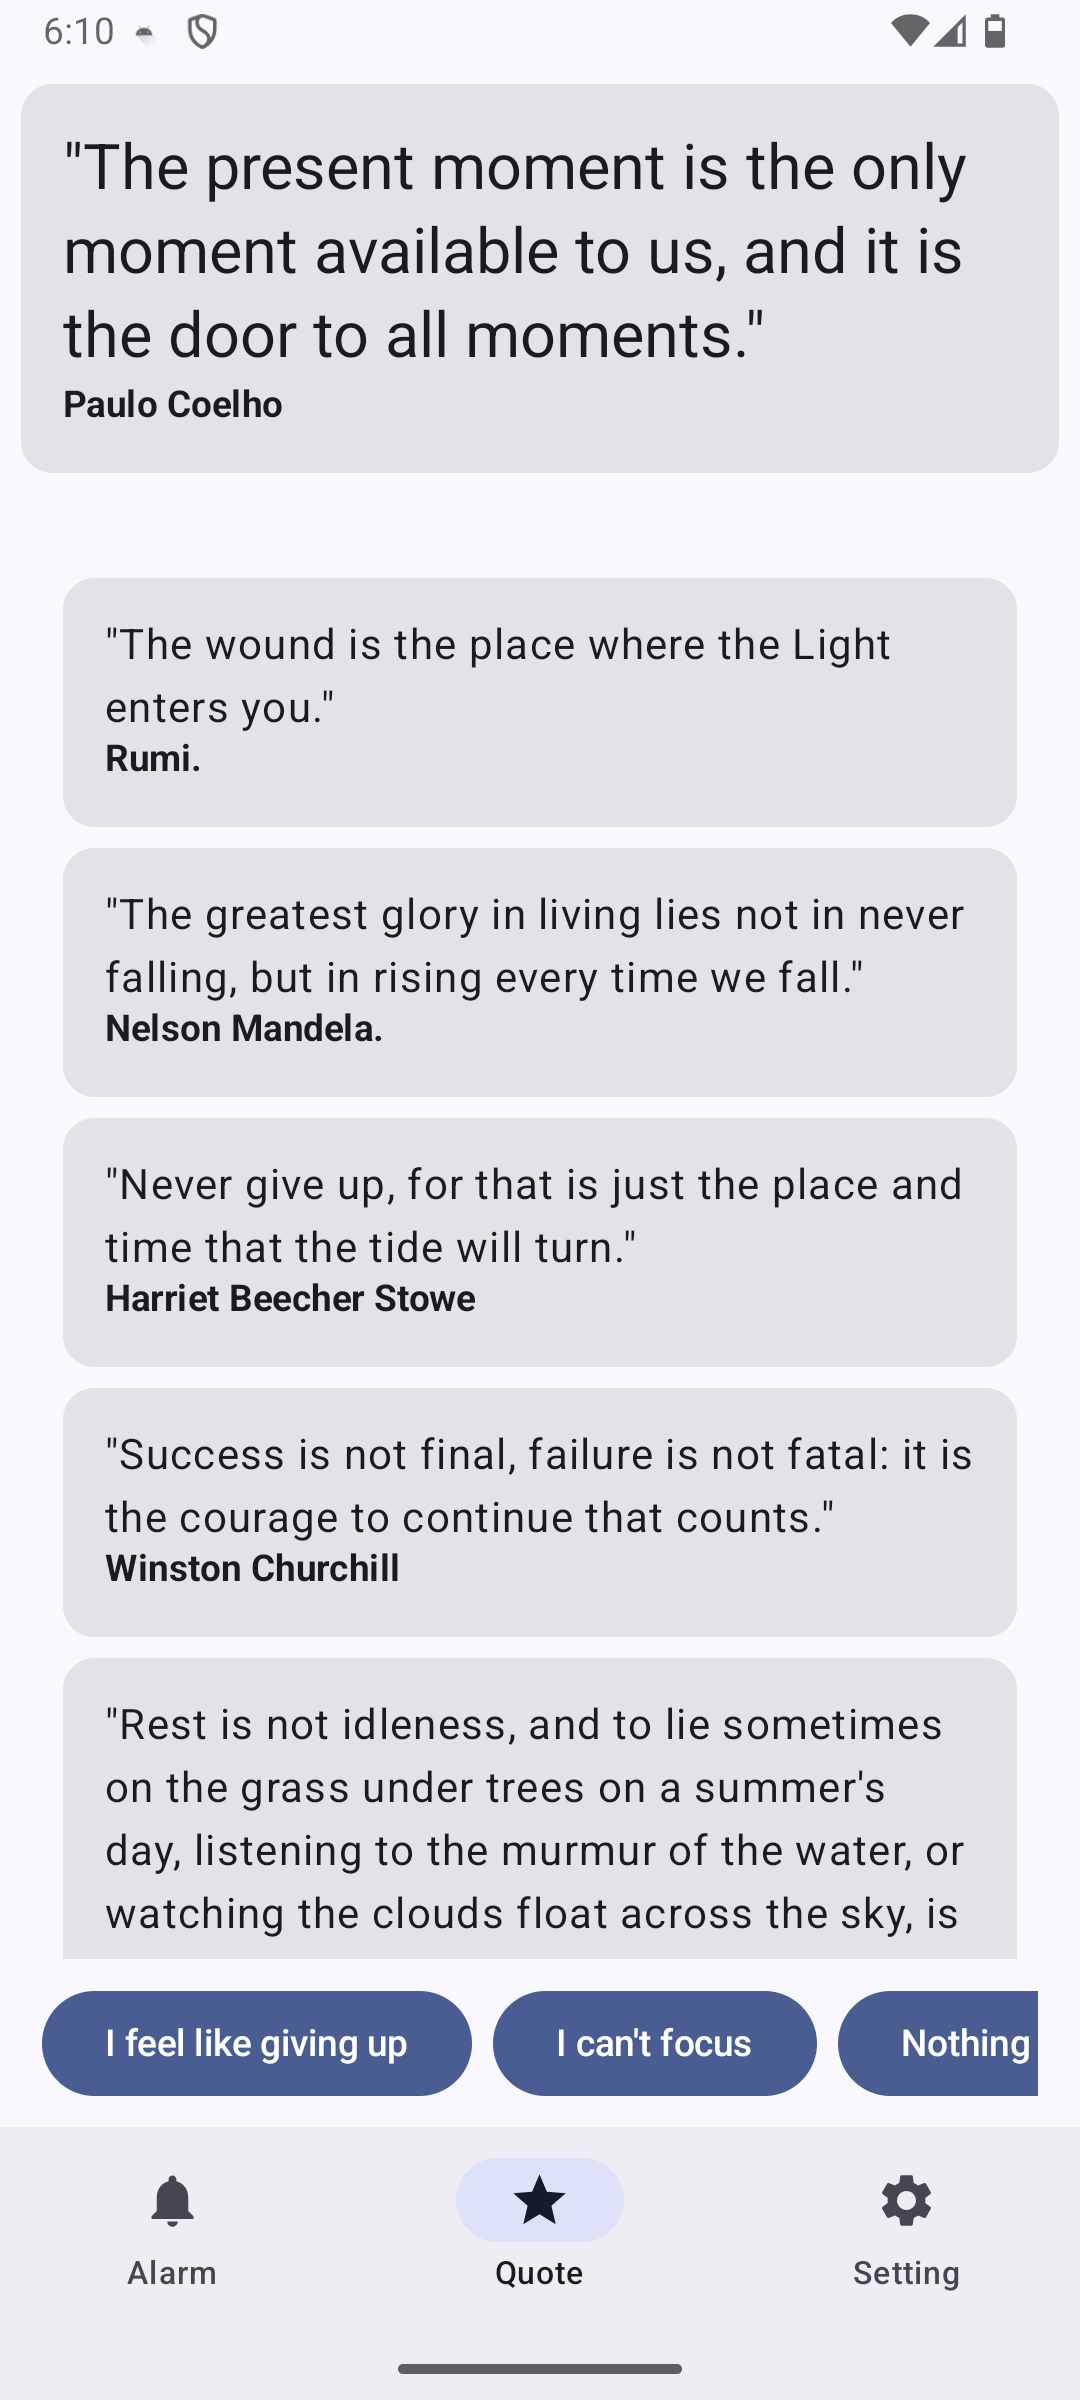 6:10
"The present moment is the only
moment available to us, and it is
the door to all moments."
Paulo Coelho
"The wound is the place where the Light
enters you."
Rumi.
"The greatest glory in living lies not in never
falling, but in rising every time we fall."
Nelson Mandela.
"Never give up, for that is just the place and
time that the tide will turn."
Harriet Beecher Stowe
"Success is not final, failure is not fatal: it is
the courage to continue that counts."
Winston Churchill
"Rest is not idleness, and to lie sometimes
on the grass under trees on a summer's
day, listening to the murmur of the water, or
watching the clouds float across the sky, is
I feel like giving up
I can't focus
Nothing
Alarm
Quote
Setting